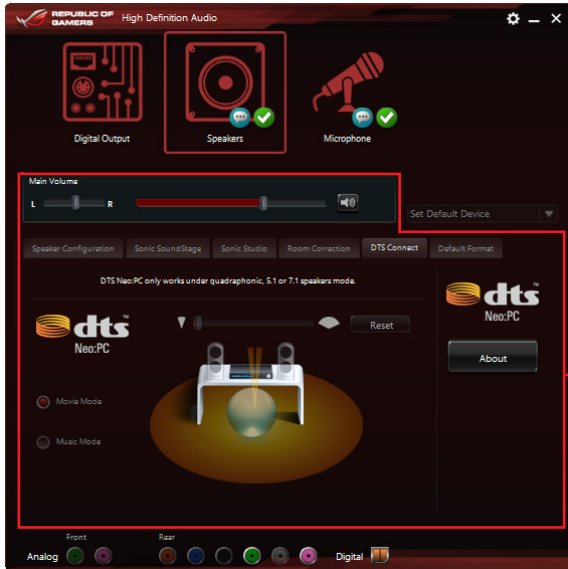 REPUBLIC OF
GAMERS
High Definition Audio
Digital Output
Speakers
Microphone
Main Volume
L
R
Set Default Device
Speaker Configuration
Sonic SoundStage
Sonic Studio
Room Correction
DTS Connect
Default Format
DTS Neo:PC only works under quadraphonic, 5.1 or 7.1 speakers mode.
dts
Neo:PC
Reset
dts
Neo:PC
About
Movie Mode
Music Mode
Front
Rear
Analog
Digital